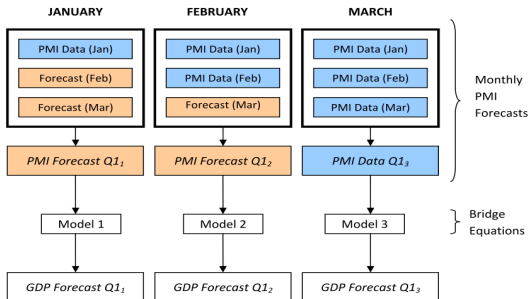 JANUARY
FEBRUARY
MARCH
PMI Data (Jan)
PMI Data (Jan)
PMI Data (Jan)
Forecast (Feb)
PMI Data (Feb)
PMI Data (Feb)
Forecast (Mar)
Forecast (Mar)
PMI Data (Mar)
Monthly
PMI
Forecasts
PMI Forecast Q1₁
PMI Forecast Q1₂
PMI Data Q1₃
Model 1
Model 2
Model 3
Bridge
Equations
GDP Forecast Q1₁
GDP Forecast Q1₂
GDP Forecast Q1₃